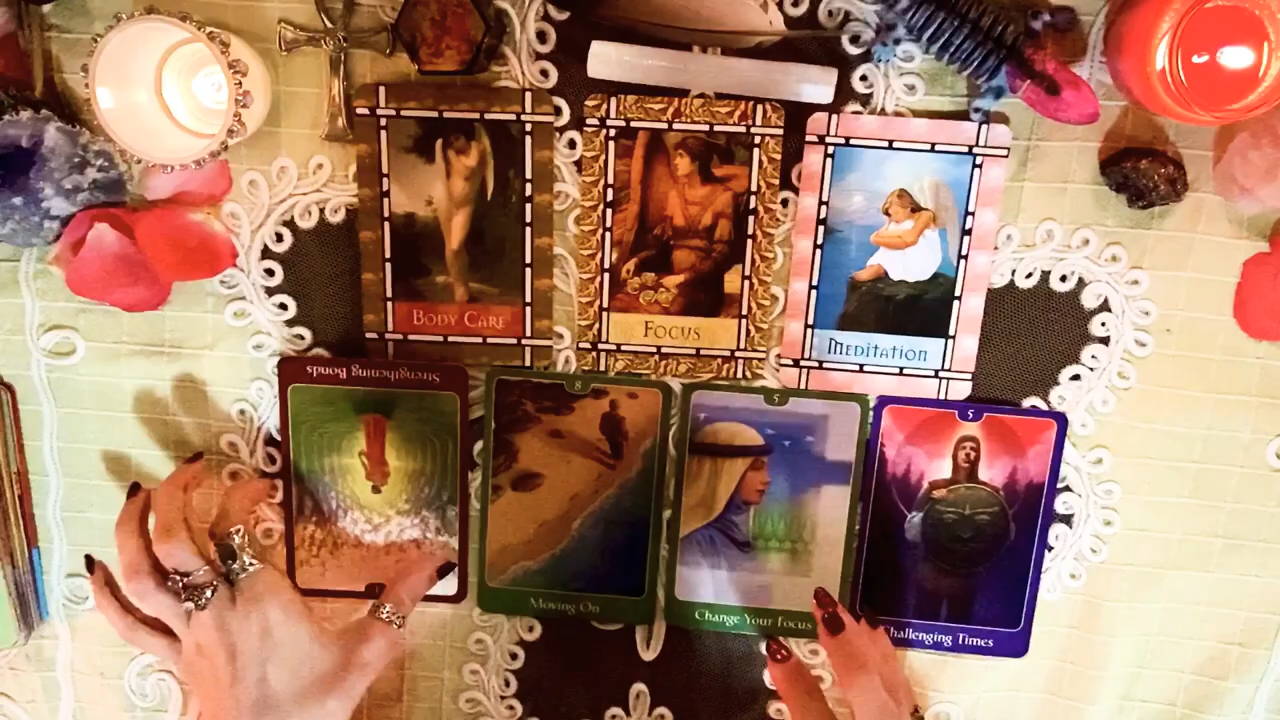 Body Care
Focus
Meditation
Strengthening Bonds
8
Moving On
5
Change Your Focus
5
Challenging Times